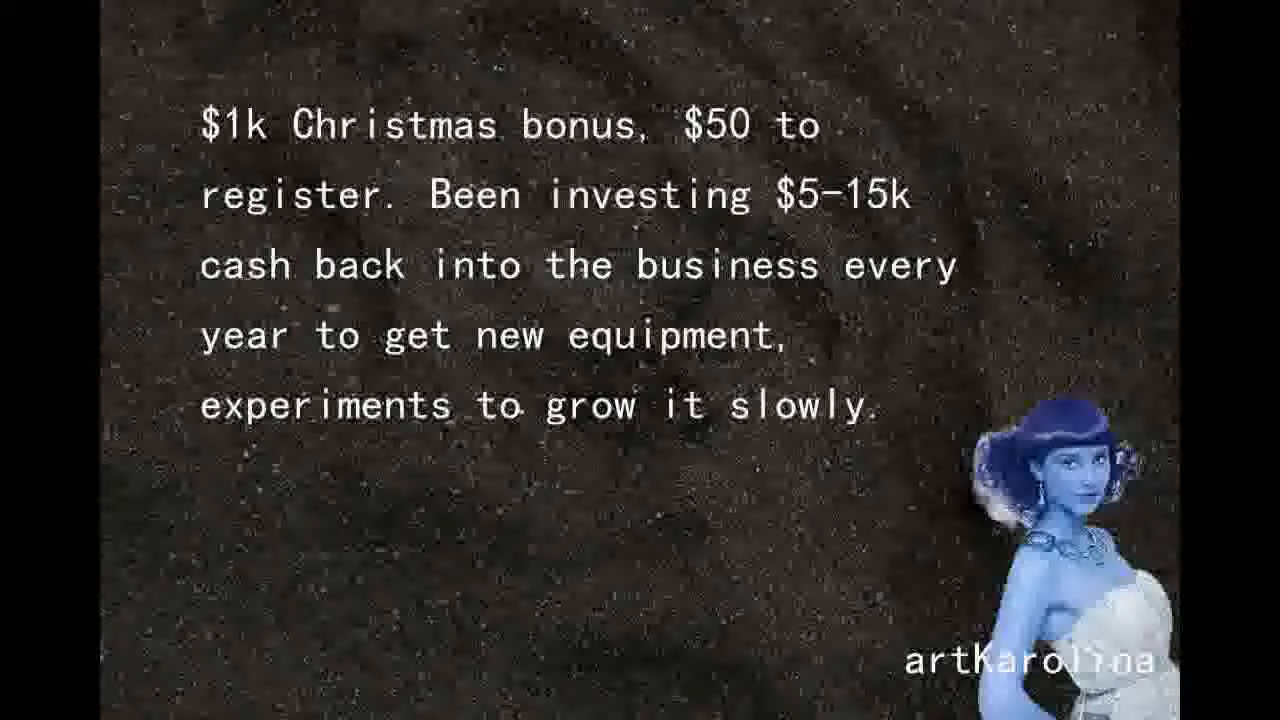 $1k Christmas bonus, $50 to
register. Been investing $5-15k
cash back into the business every
year to get new equipment,
experiments to grow it slowly.
artKarolina